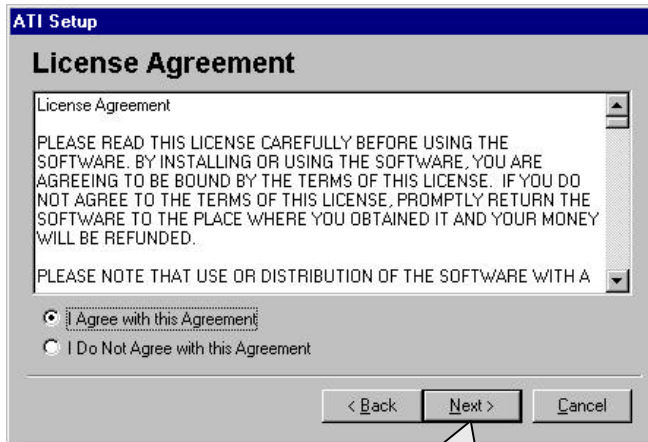 ATI Setup
License Agreement
License Agreement
PLEASE READ THIS LICENSE CAREFULLY BEFORE USING THE
SOFTWARE. BY INSTALLING OR USING THE SOFTWARE, YOU ARE
AGREEING TO BE BOUND BY THE TERMS OF THIS LICENSE. IF YOU DO
NOT AGREE TO THE TERMS OF THIS LICENSE, PROMPTLY RETURN THE
SOFTWARE TO THE PLACE WHERE YOU OBTAINED IT AND YOUR MONEY
WILL BE REFUNDED.
PLEASE NOTE THAT USE OR DISTRIBUTION OF THE SOFTWARE WITH A
I Agree with this Agreement
I Do Not Agree with this Agreement
< Back Next > Cancel